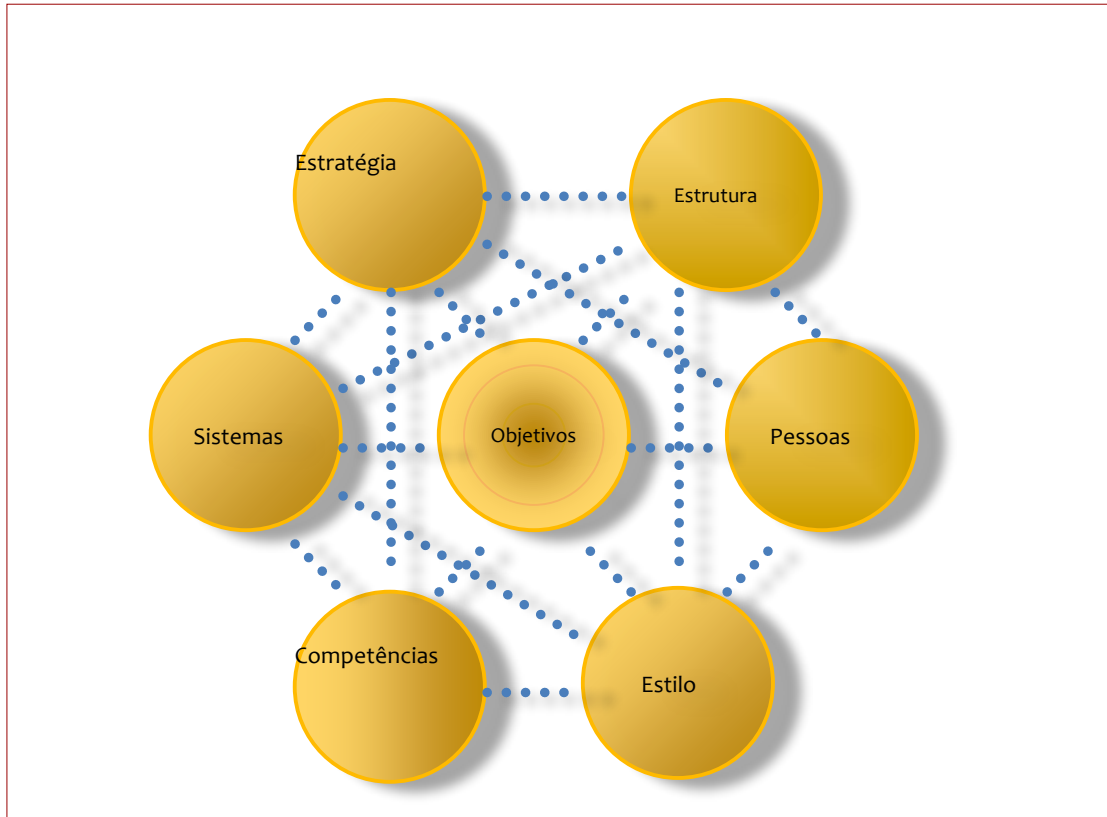 Estratégia
Estrutura
Sistemas
Objetivos
Pessoas
Competências
Estilo